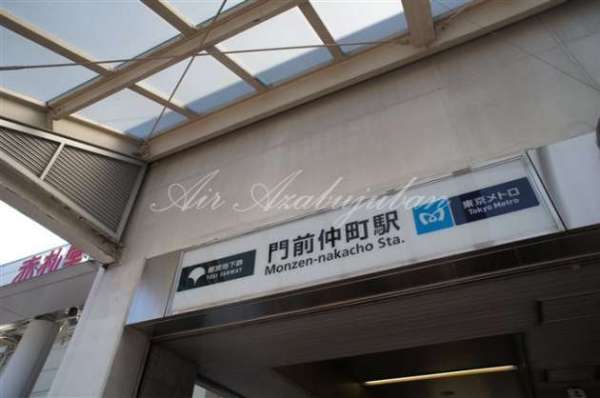 Air Azabujuban
門前仲町駅
Monzen-nakacho Sta.
都営地下鉄
TOEI SUBWAY
東京メトロ
Tokyo Metro
赤札堂